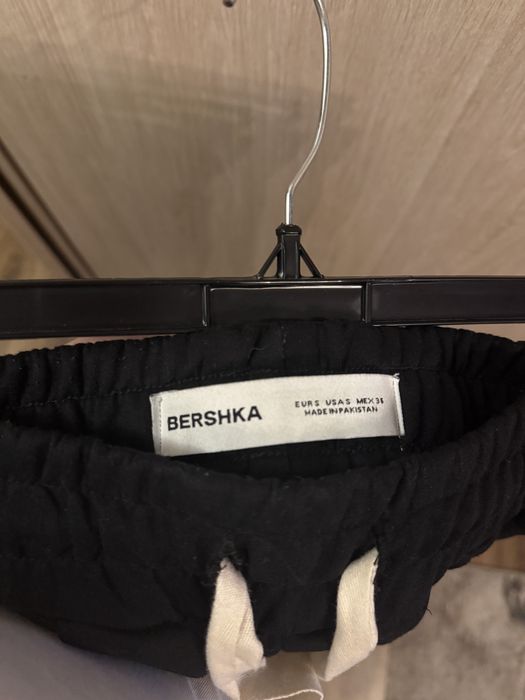 BERSHKA
EUR S USA S MEX 36
MADE IN PAKISTAN